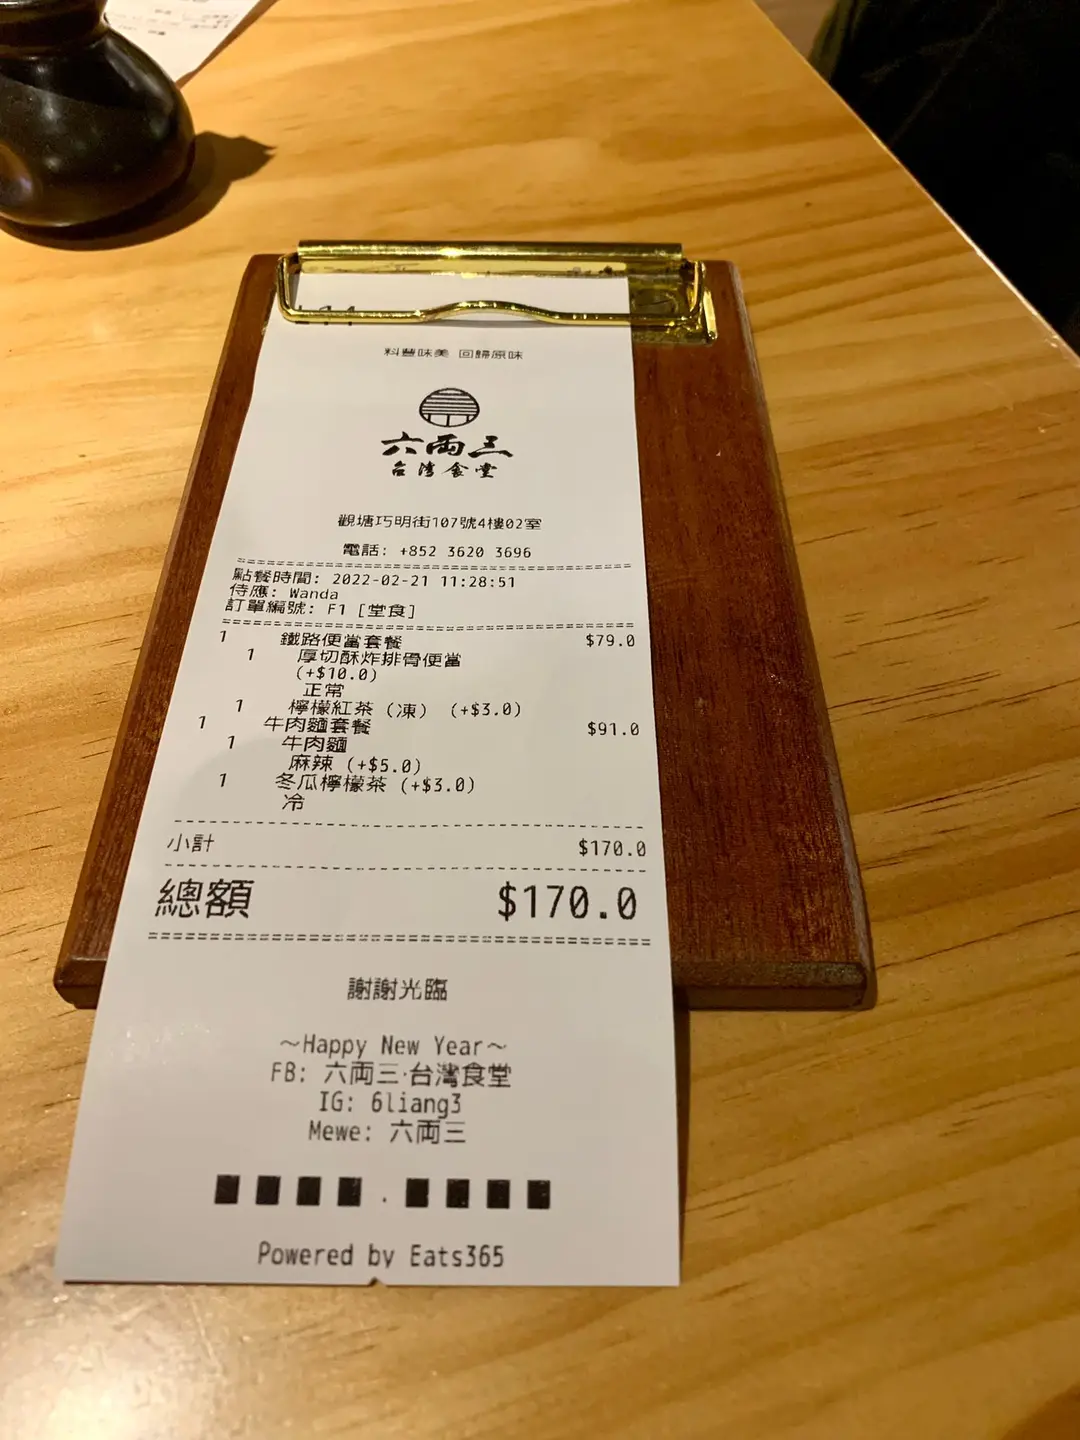 料豐味美 回歸原味
六両三
台灣食堂
觀塘巧明街107號4樓02室
電話: +852 3620 3696
點餐時間: 2022-02-21 11:28:51
侍應: Wanda
訂單編號: F1 [堂食]
1 鐵路便當套餐 $79.0
1 厚切酥炸排骨便當
(+$10.0)
正常
1 檸檬紅茶 (凍) (+$3.0)
1 牛肉麵套餐 $91.0
1 牛肉麵
麻辣 (+$5.0)
1 冬瓜檸檬茶 (+$3.0)
冷
小計 $170.0
總額 $170.0
謝謝光臨
~Happy New Year~
FB: 六両三·台灣食堂
IG: 6liang3
Mewe: 六両三
■■■■.■■■■
Powered by Eats365